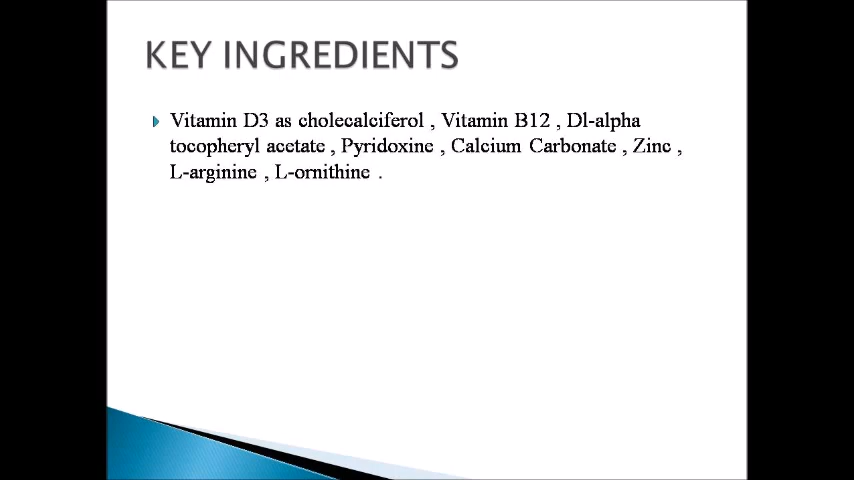 KEY INGREDIENTS
Vitamin D3 as cholecalciferol , Vitamin B12 , Dl-alpha
tocopheryl acetate , Pyridoxine , Calcium Carbonate , Zinc ,
L-arginine , L-ornithine .